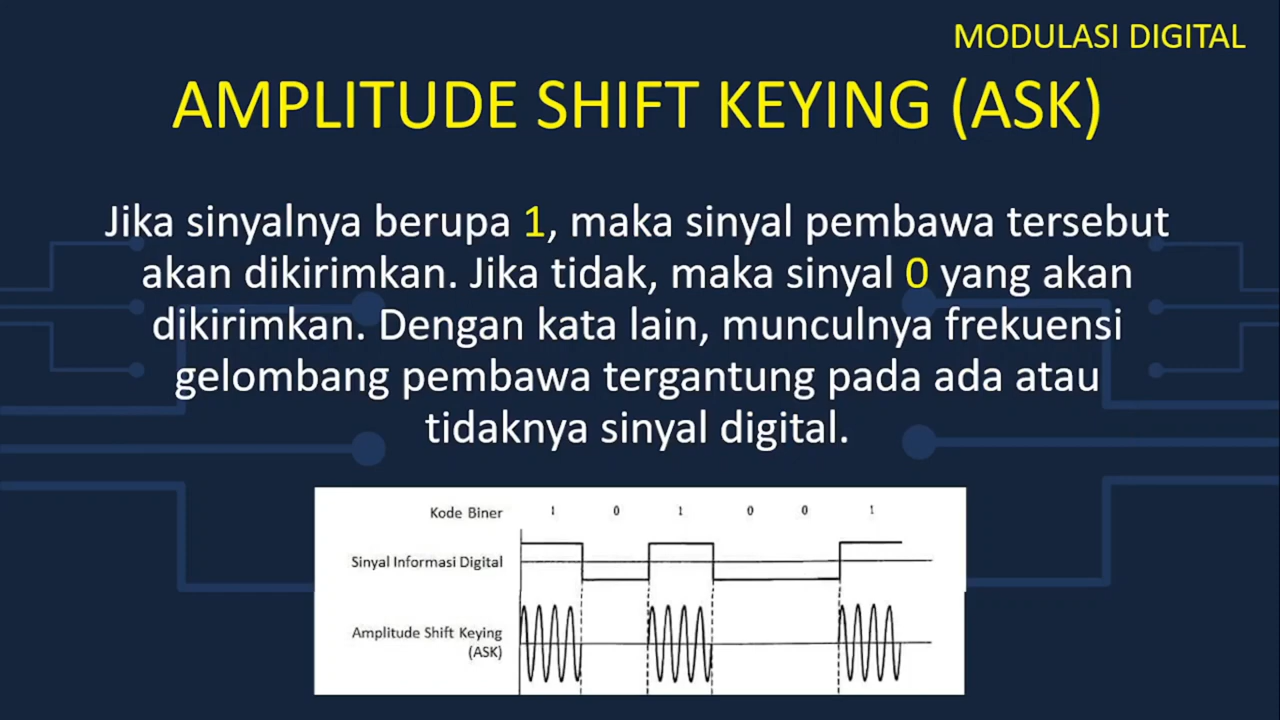 MODULASI DIGITAL
AMPLITUDE SHIFT KEYING (ASK)
Jika sinyalnya berupa 1, maka sinyal pembawa tersebut
akan dikirimkan. Jika tidak, maka sinyal 0 yang akan
dikirimkan. Dengan kata lain, munculnya frekuensi
gelombang pembawa tergantung pada ada atau
tidaknya sinyal digital.
Kode Biner 1 0 1 0 0 1
Sinyal Informasi Digital
Amplitude Shift Keying
(ASK)